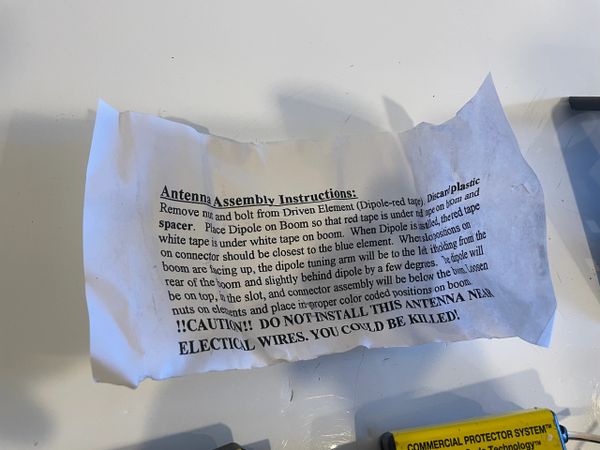 Antenna Assembly Instructions:
Remove nut and bolt from Driven Element (Dipole-red tape). Discard plastic
spacer. Place Dipole on Boom so that red tape is under red tape on boom and
white tape is under white tape on boom. When Dipole is installed, the red tape
on connector should be closest to the blue element. When slot positions on
boom are facing up, the dipole tuning arm will be to the left if holding from the
rear of the boom and slightly behind dipole by a few degrees. The dipole will
be on top, in the slot, and connector assembly will be below the boom. Loosen
nuts on elements and place in proper color coded positions on boom.
!!CAUTION!! DO NOT INSTALL THIS ANTENNA NEAR
ELECTICAL WIRES. YOU COULD BE KILLED!
COMMERCIAL PROTECTOR SYSTEM™
Technology™